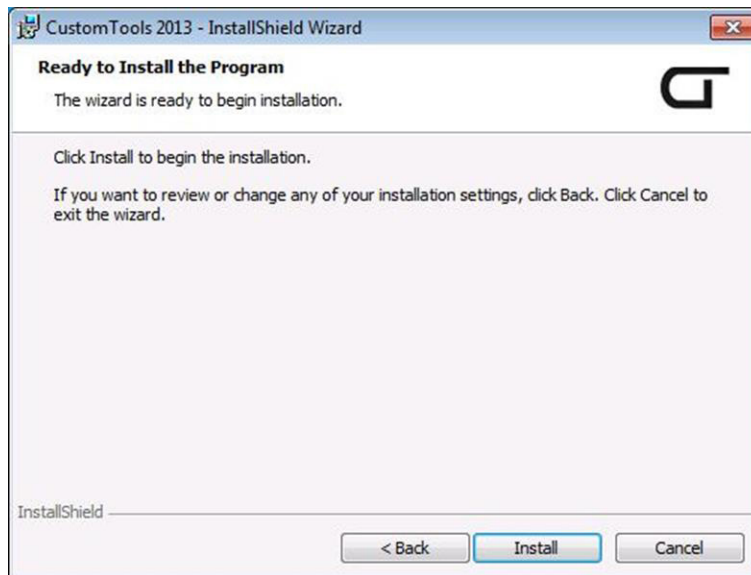 CustomTools 2013 - InstallShield Wizard
Ready to Install the Program
The wizard is ready to begin installation.
Click Install to begin the installation.
If you want to review or change any of your installation settings, click Back. Click Cancel to
exit the wizard.
InstallShield
< Back Install Cancel